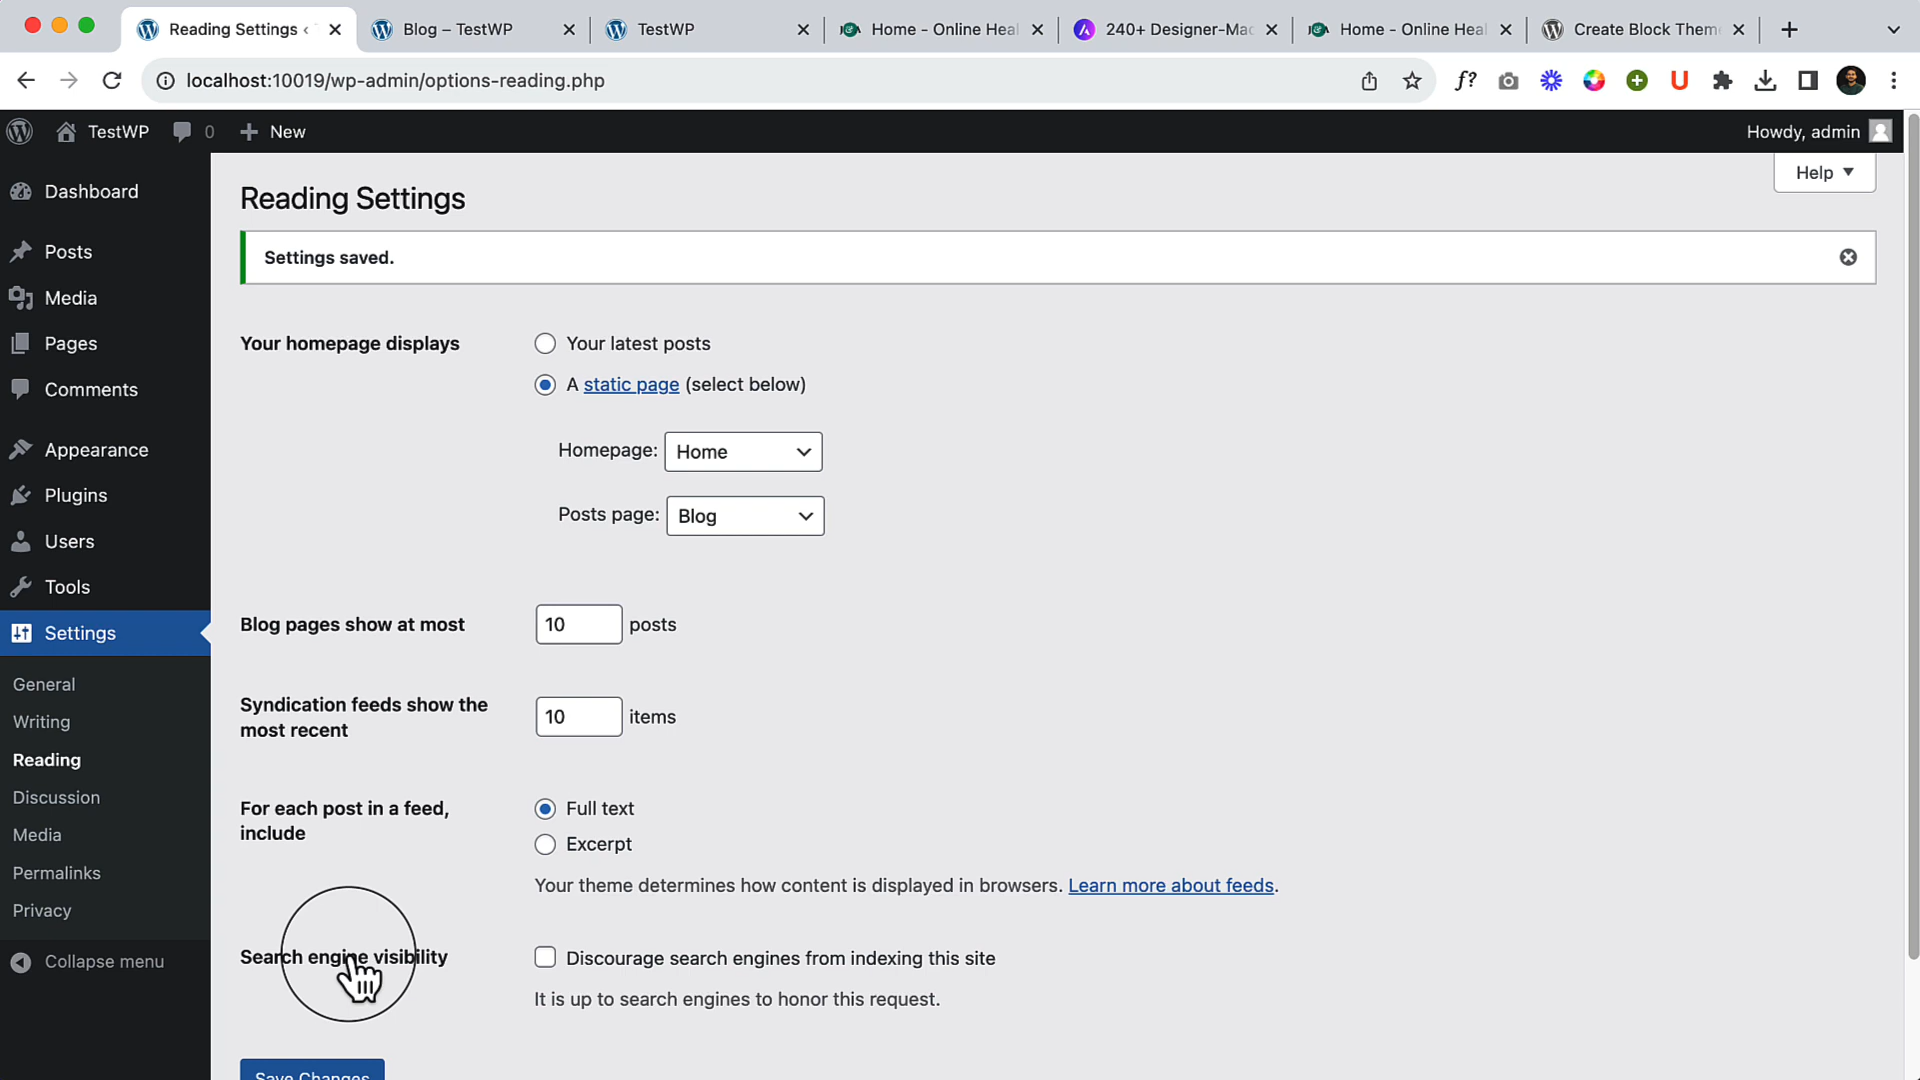 Reading Settings ‹
Blog – TestWP
TestWP
Home - Online Heal
240+ Designer-Mad
Home - Online Heal
Create Block Theme
localhost:10019/wp-admin/options-reading.php
f?
U
TestWP
0
New
Howdy, admin
Dashboard
Posts
Media
Pages
Comments
Appearance
Plugins
Users
Tools
Settings
General
Writing
Reading
Discussion
Media
Permalinks
Privacy
Collapse menu
Help
Reading Settings
Settings saved.
Your homepage displays
Your latest posts
A static page (select below)
Homepage: Home
Posts page: Blog
Blog pages show at most
10 posts
Syndication feeds show the
most recent
10 items
For each post in a feed,
include
Full text
Excerpt
Your theme determines how content is displayed in browsers. Learn more about feeds.
Search engine visibility
Discourage search engines from indexing this site
It is up to search engines to honor this request.
Save Changes